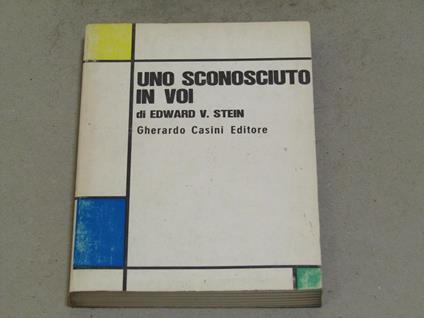 UNO SCONOSCIUTO
IN VOI
di EDWARD V. STEIN
Gherardo Casini Editore